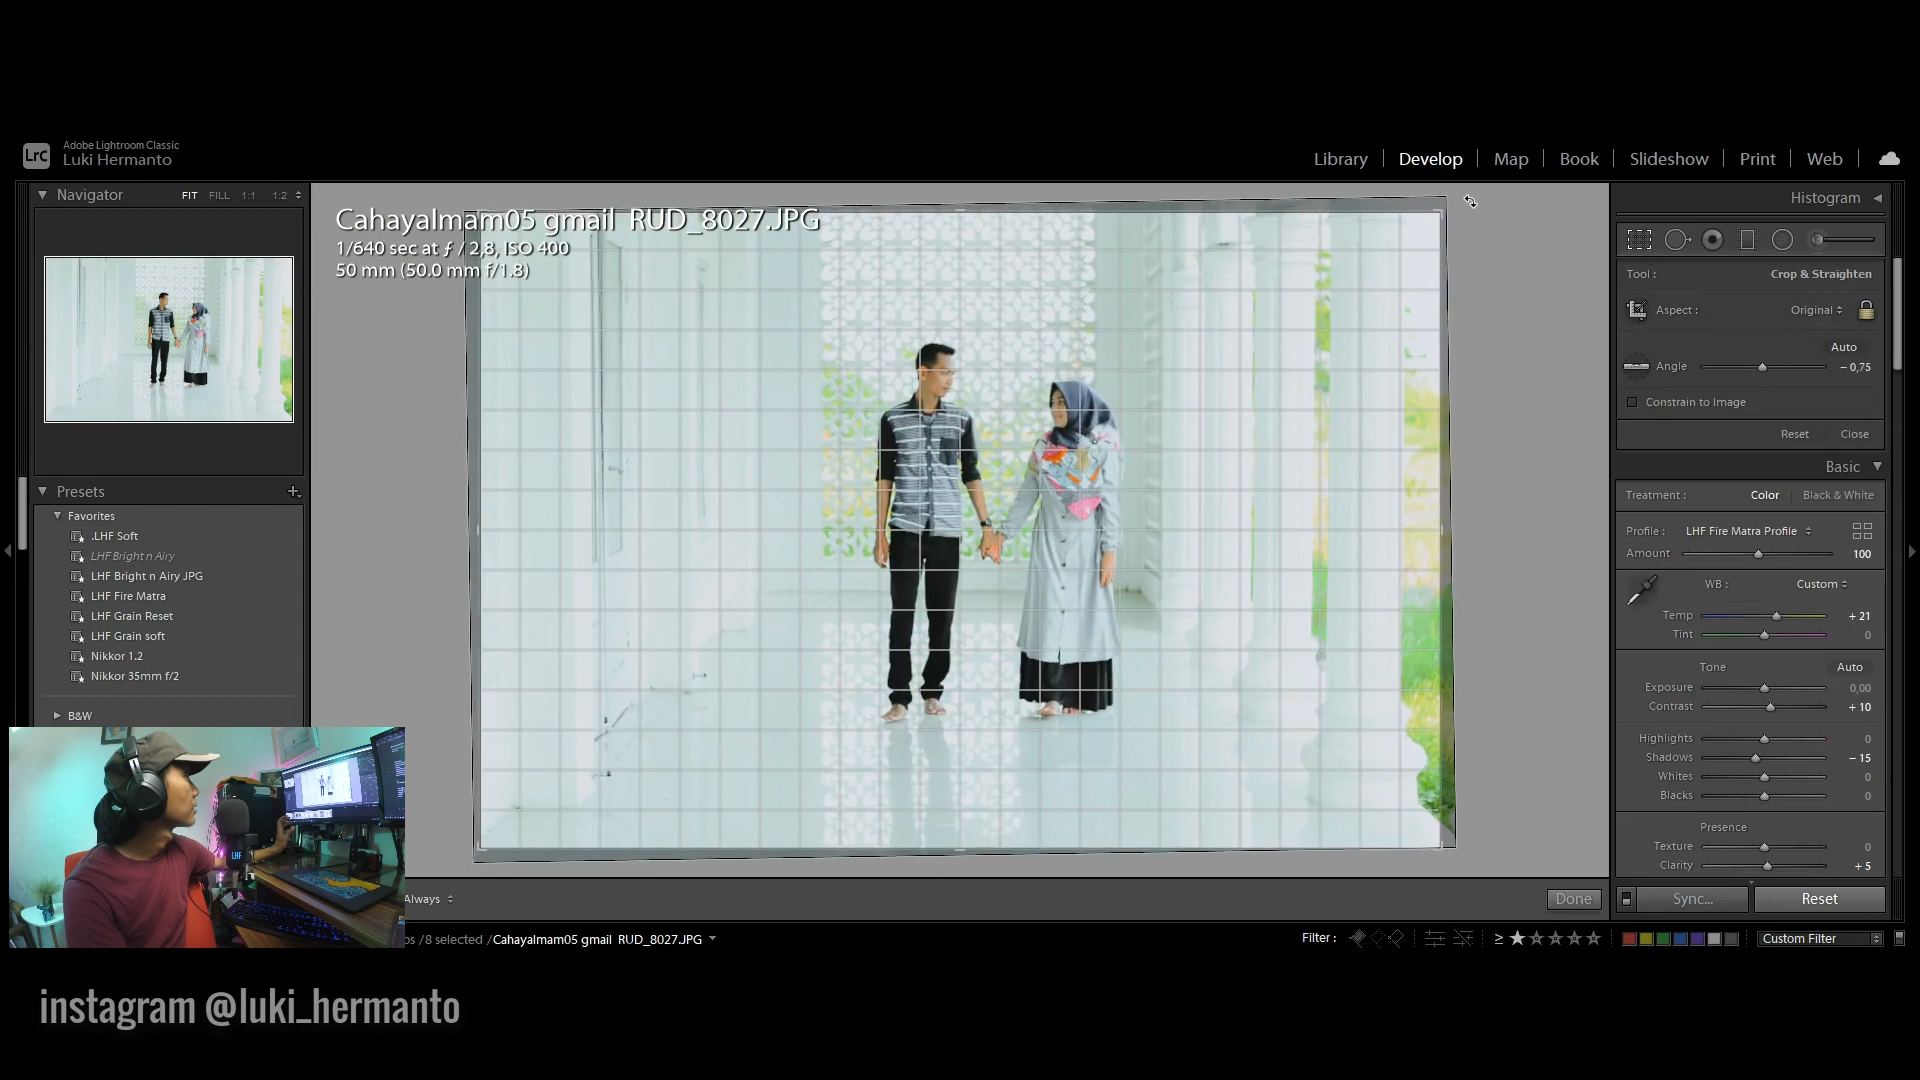 Lrc
Adobe Lightroom Classic
Luki Hermanto
Library | Develop | Map | Book | Slideshow | Print | Web
Navigator FIT FILL 1:1 1:2
CahayaImam05 gmail RUD_8027.JPG
1/640 sec at ƒ / 2,8, ISO 400
50 mm (50.0 mm f/1.8)
Presets
Favorites
.LHF Soft
LHF Bright n Airy
LHF Bright n Airy JPG
LHF Fire Matra
LHF Grain Reset
LHF Grain soft
Nikkor 1.2
Nikkor 35mm f/2
B&W
LHF
Histogram
Tool : Crop & Straighten
Aspect : Original
Auto
Angle − 0,75
Constrain to Image
Reset Close
Basic
Treatment : Color | Black & White
Profile : LHF Fire Matra Profile
Amount 100
WB : Custom
Temp + 21
Tint 0
Tone Auto
Exposure 0,00
Contrast + 10
Highlights 0
Shadows − 15
Whites 0
Blacks 0
Presence
Texture 0
Clarity + 5
Always
Done
Sync...
Reset
/8 selected /CahayaImam05 gmail RUD_8027.JPG
Filter : ≥ Custom Filter
instagram @luki_hermanto